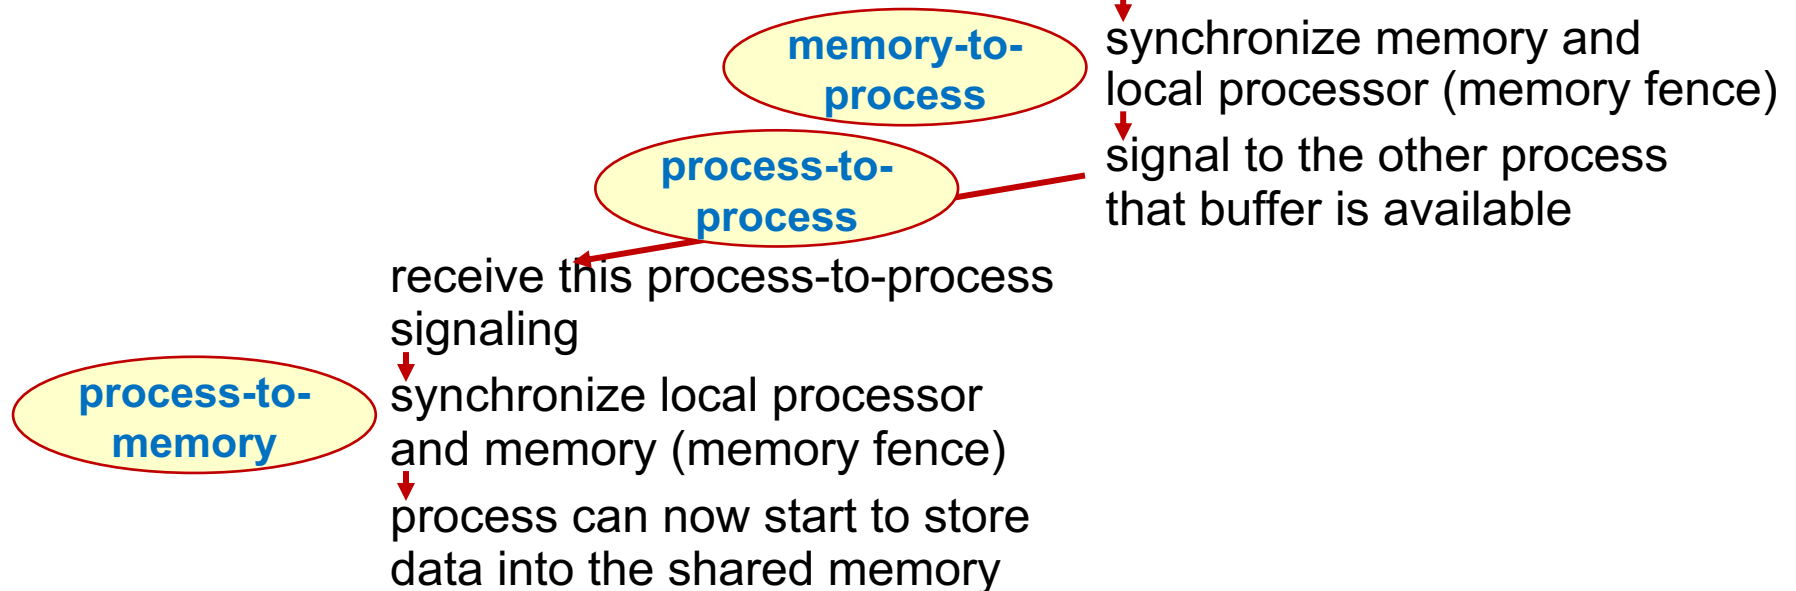 memory-to-
process
synchronize memory and
local processor (memory fence)
process-to-
process
signal to the other process
that buffer is available
receive this process-to-process
signaling
process-to-
memory
synchronize local processor
and memory (memory fence)
process can now start to store
data into the shared memory